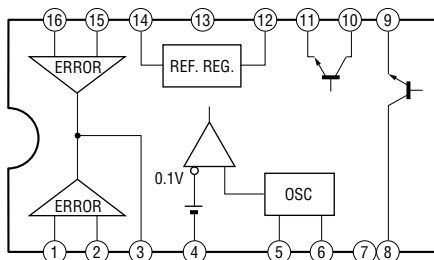 16 15 14 13 12 11 10 9
ERROR
REF. REG.
0.1V
OSC
ERROR
1 2 3 4 5 6 7 8